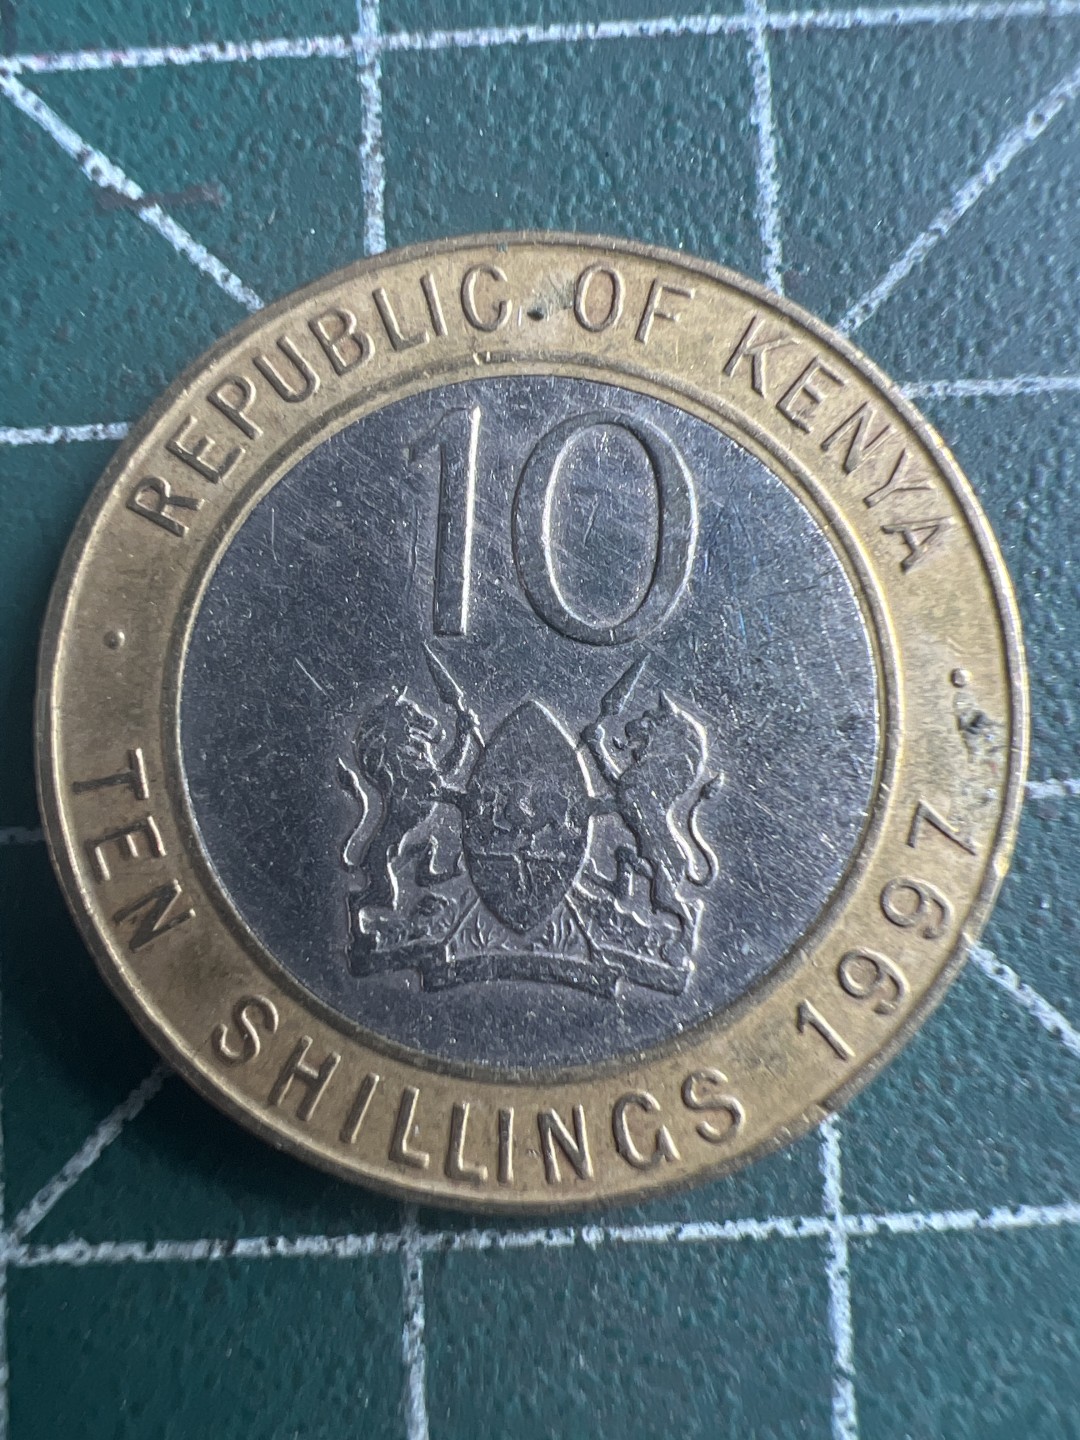 REPUBLIC OF KENYA
10
TEN SHILLINGS 1997